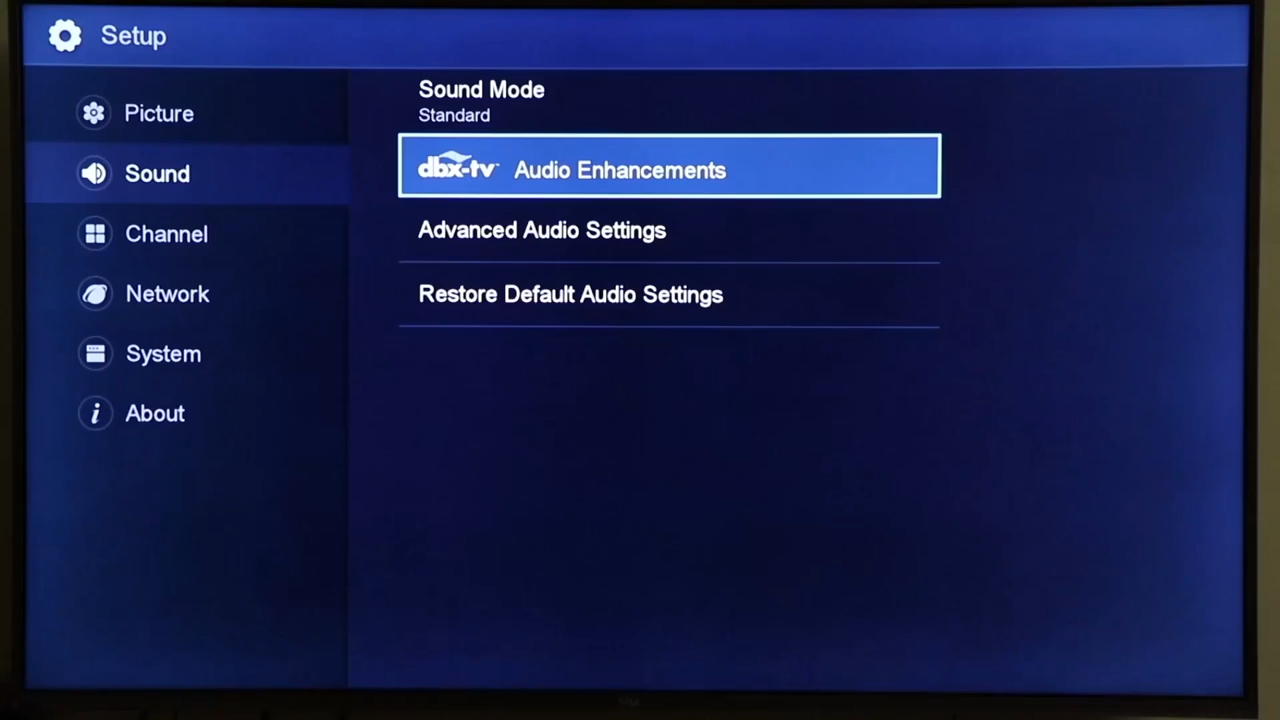 Setup
Picture
Sound
Channel
Network
System
About
Sound Mode
Standard
dbx-tv Audio Enhancements
Advanced Audio Settings
Restore Default Audio Settings